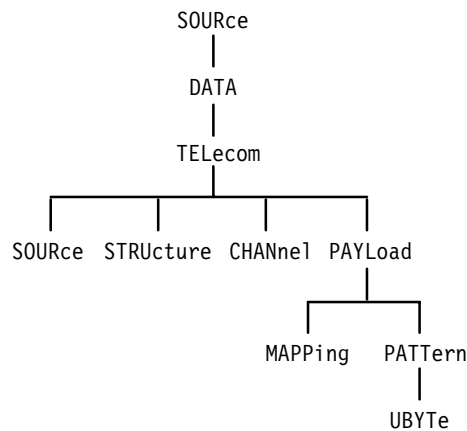 SOURce
DATA
TELecom
SOURce STRUcture CHANnel PAYLoad
MAPPing PATTern
UBYTe